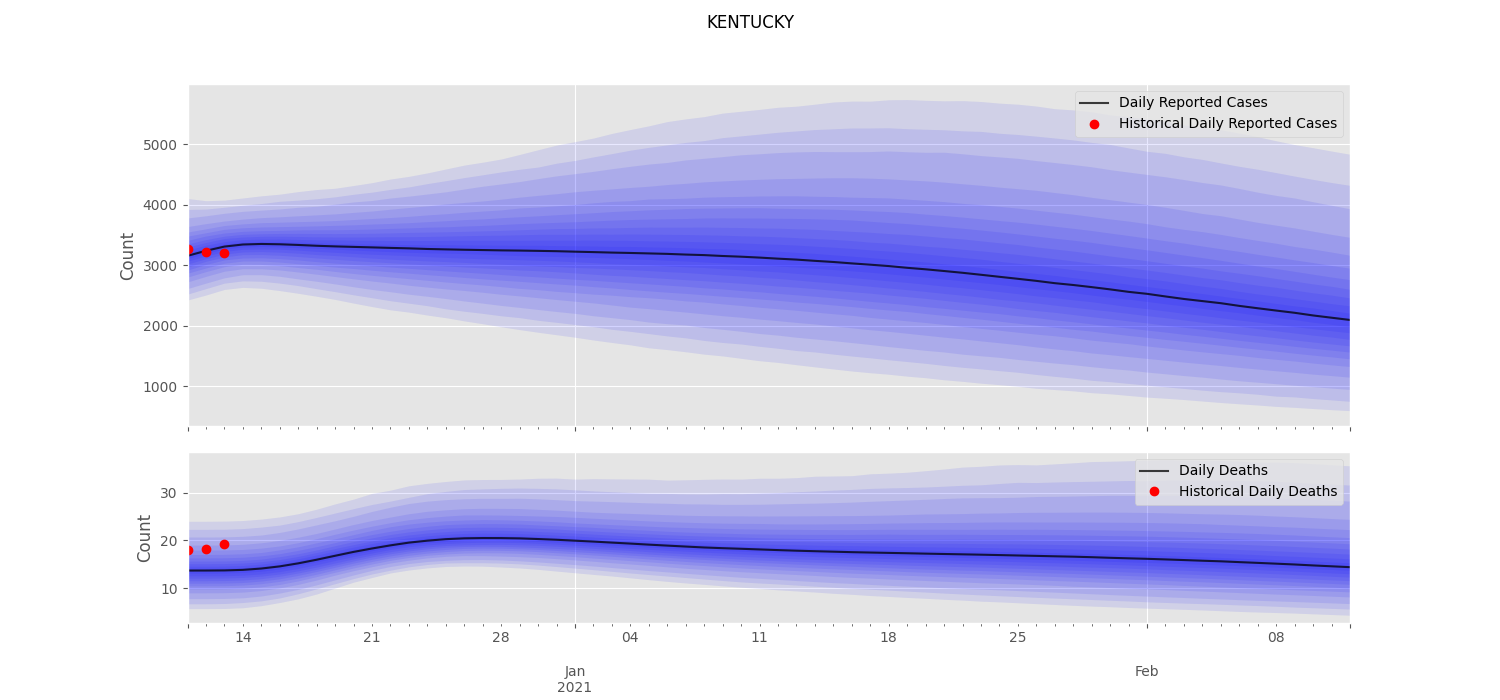 KENTUCKY
Daily Reported Cases
Historical Daily Reported Cases
5000
4000
3000
2000
1000
Count
Daily Deaths
Historical Daily Deaths
30
20
10
Count
14 21 28 04 11 18 25 08
Jan Feb
2021